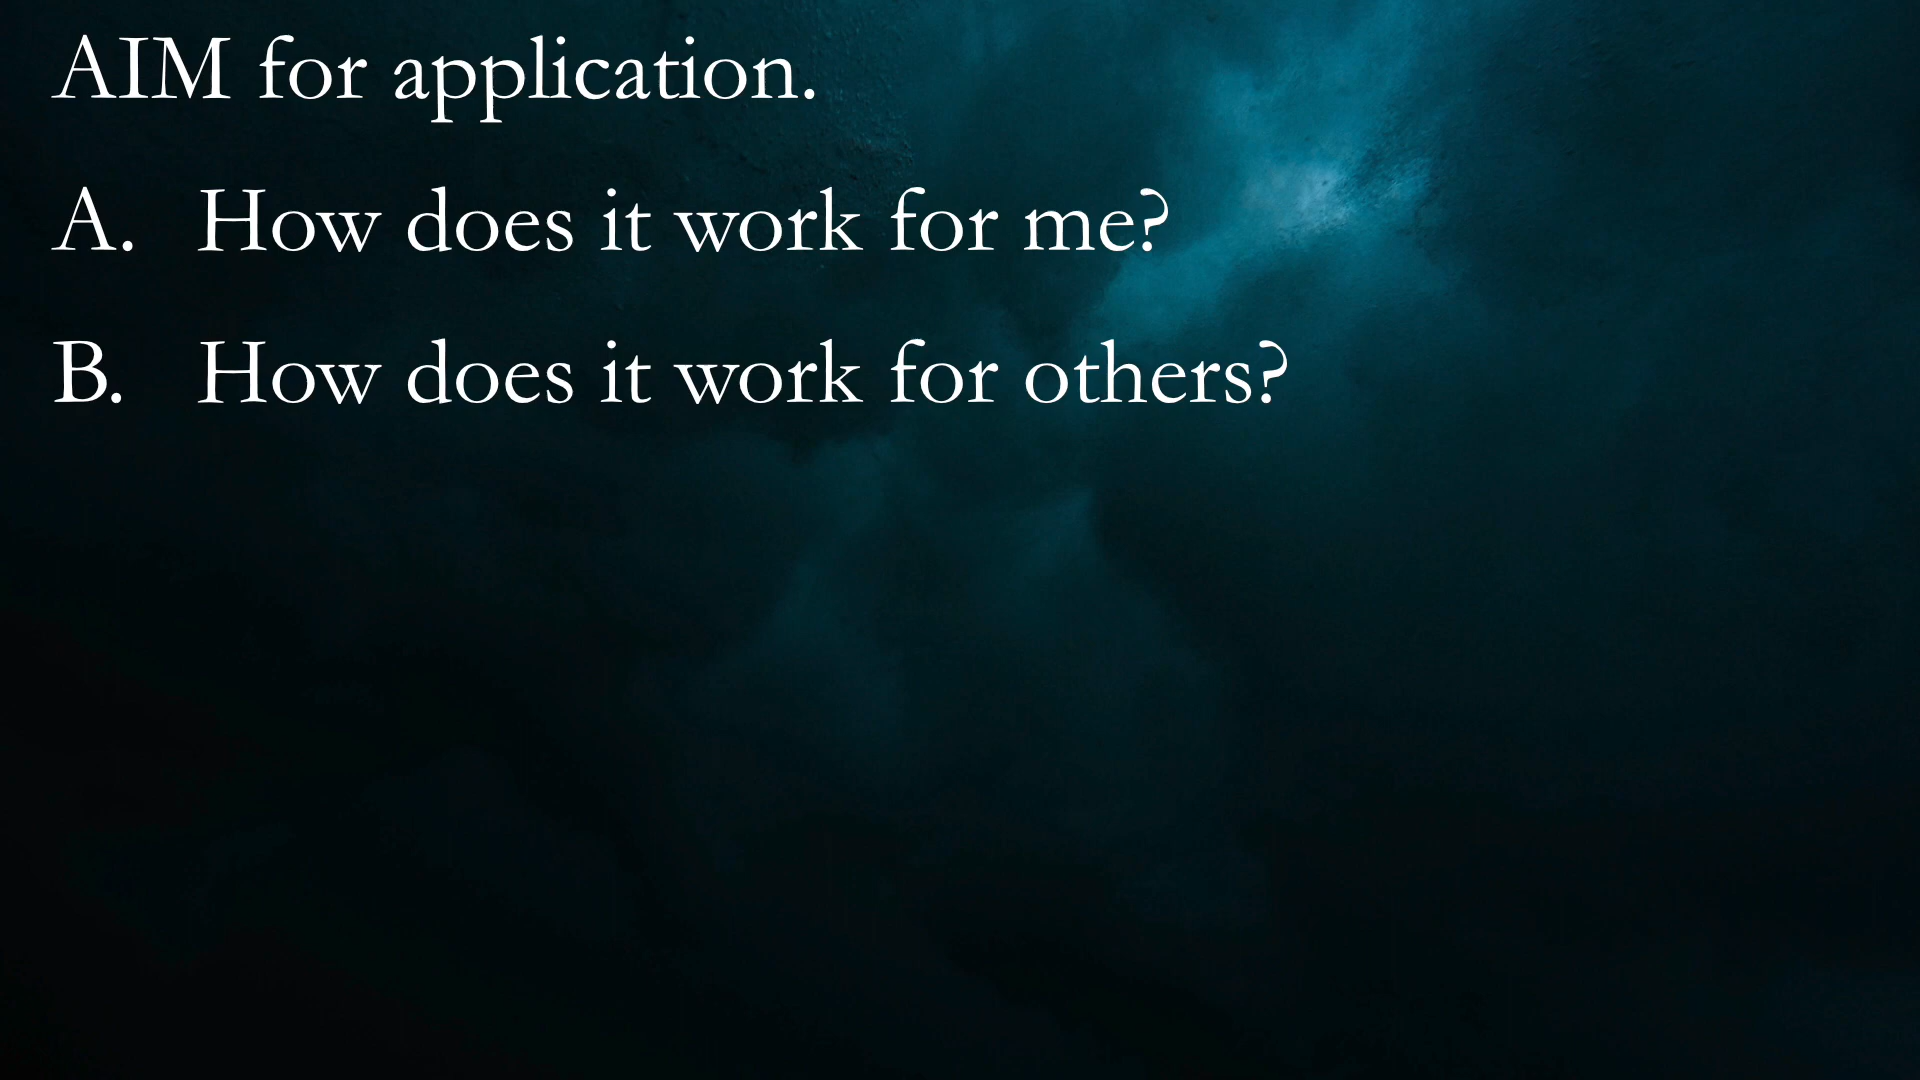 AIM for application.
A. How does it work for me?
B. How does it work for others?